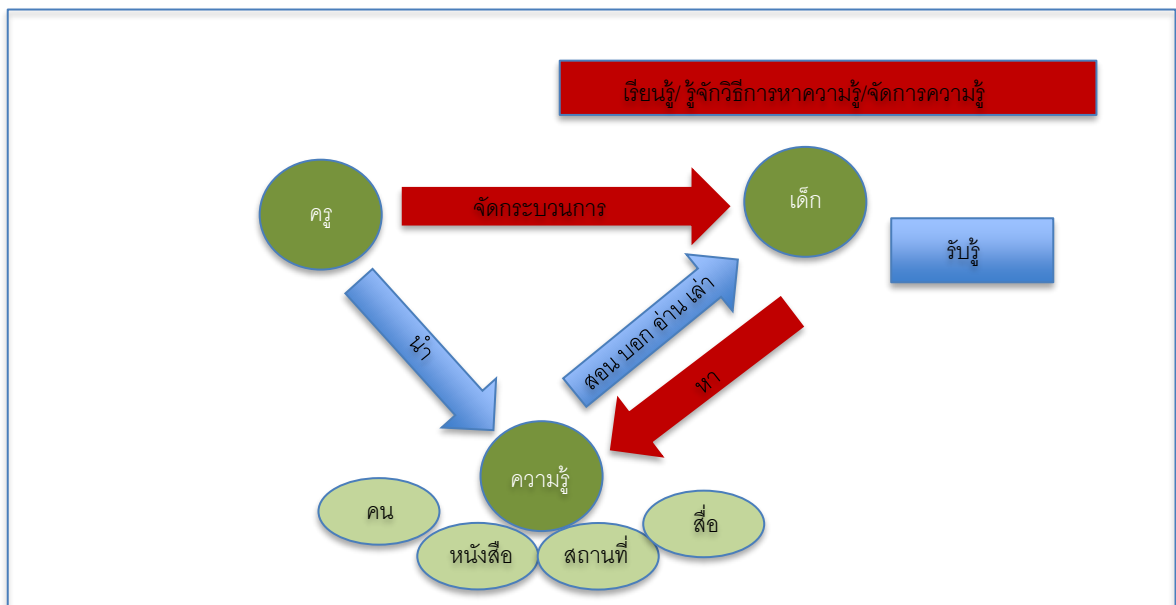 เรียนรู้/ รู้จักวิธีการหาความรู้/จัดการความรู้
ครู
จัดกระบวนการ
เด็ก
รับรู้
นำ
สอน บอก อ่าน เล่า
หา
ความรู้
คน
หนังสือ
สถานที่
สื่อ